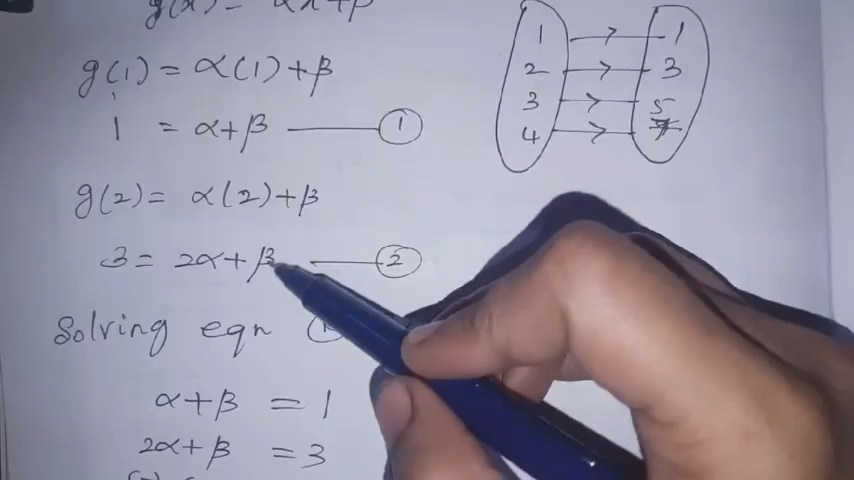 g(x) = αx+β
g(1) = α(1)+β
1 = α+β ——— ①
g(2) = α(2)+β
3 = 2α+β ——— ②
Solving eqn
α+β = 1
2α+β = 3
1 → 1
2 → 3
3 → 5
4 → 7